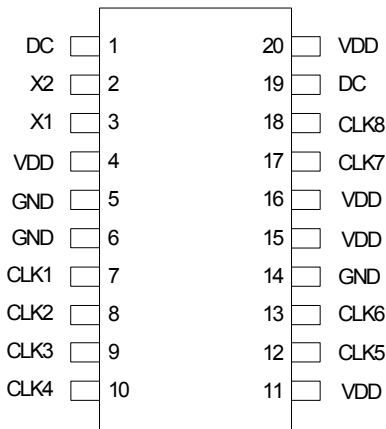 DC 1 20 VDD
X2 2 19 DC
X1 3 18 CLK8
VDD 4 17 CLK7
GND 5 16 VDD
GND 6 15 VDD
CLK1 7 14 GND
CLK2 8 13 CLK6
CLK3 9 12 CLK5
CLK4 10 11 VDD